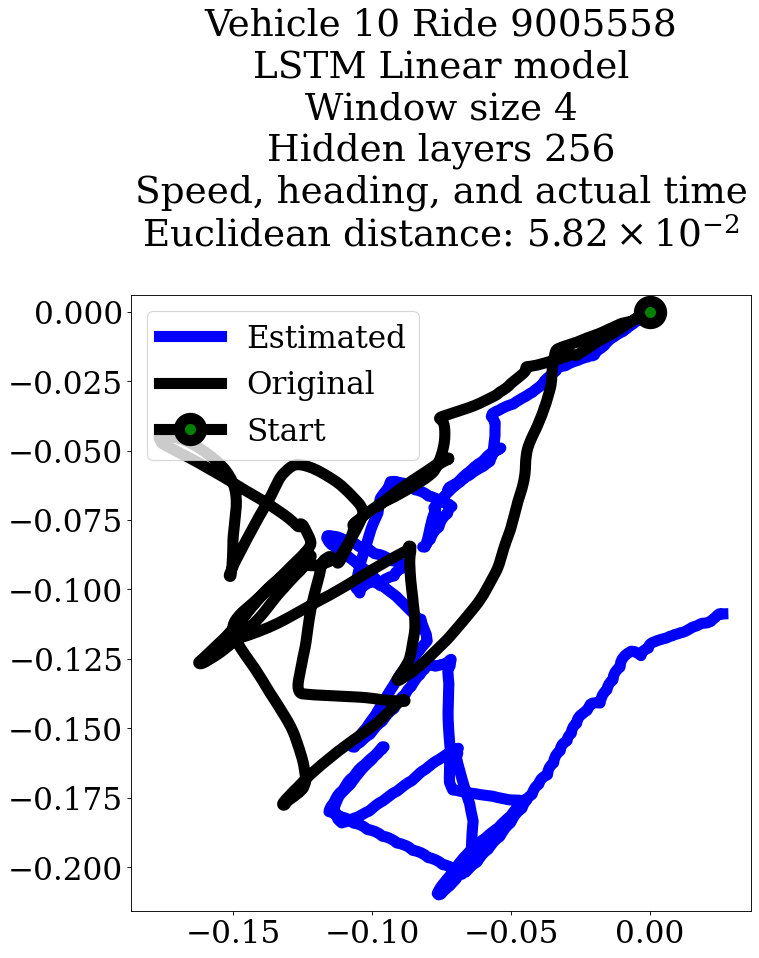 Vehicle 10 Ride 9005558
LSTM Linear model
Window size 4
Hidden layers 256
Speed, heading, and actual time
Euclidean distance: 5.82 × 10⁻²
0.000
−0.025
−0.050
−0.075
−0.100
−0.125
−0.150
−0.175
−0.200
Estimated
Original
Start
−0.15
−0.10
−0.05
0.00